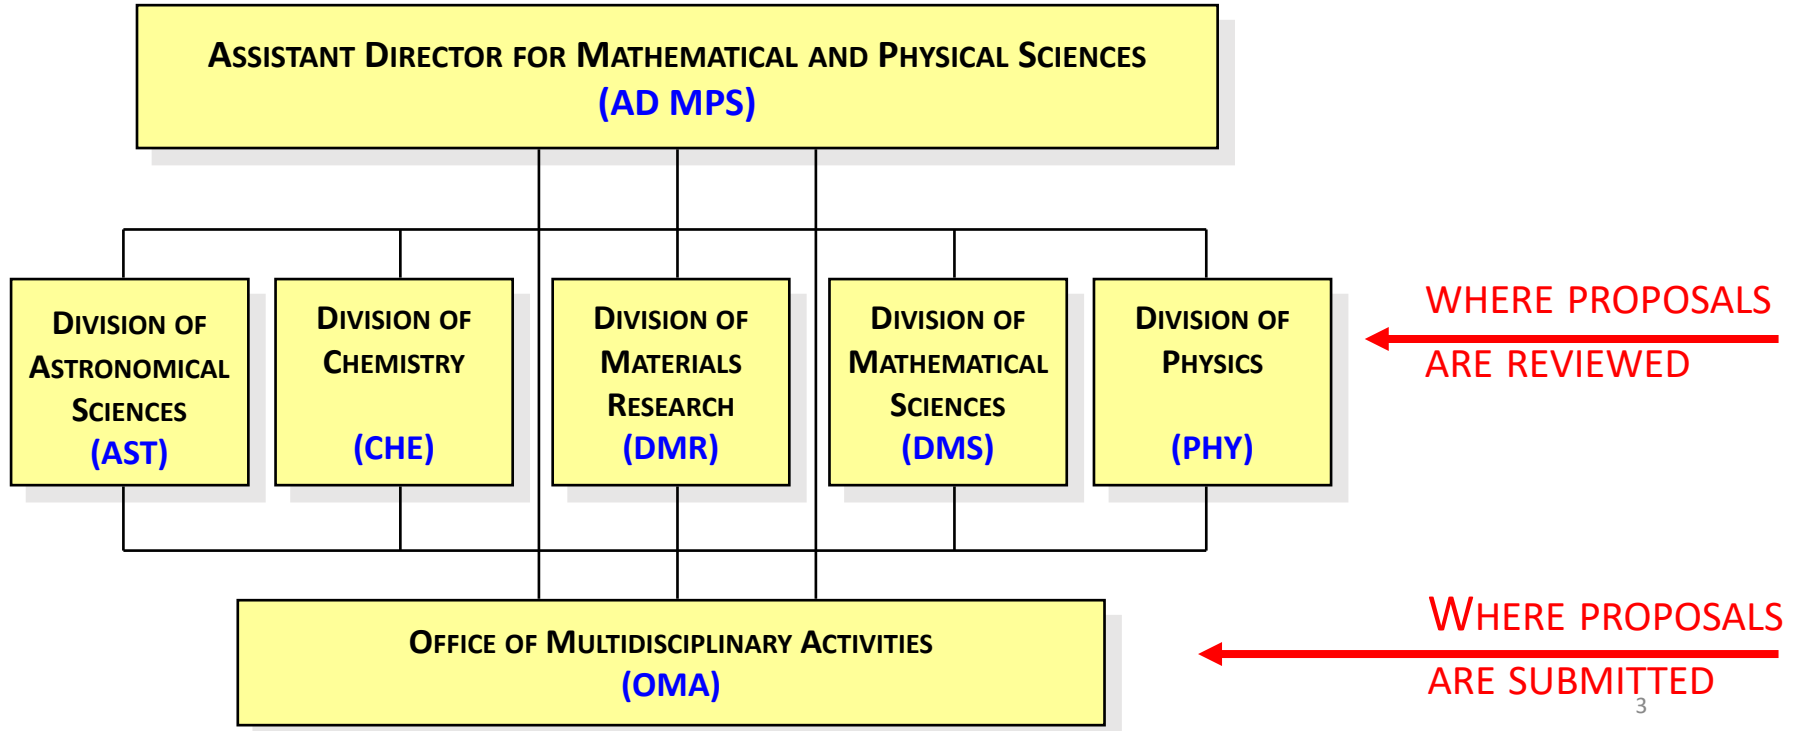 ASSISTANT DIRECTOR FOR MATHEMATICAL AND PHYSICAL SCIENCES
(AD MPS)
DIVISION OF
ASTRONOMICAL
SCIENCES
(AST)
DIVISION OF
CHEMISTRY
(CHE)
DIVISION OF
MATERIALS
RESEARCH
(DMR)
DIVISION OF
MATHEMATICAL
SCIENCES
(DMS)
DIVISION OF
PHYSICS
(PHY)
WHERE PROPOSALS
ARE REVIEWED
OFFICE OF MULTIDISCIPLINARY ACTIVITIES
(OMA)
WHERE PROPOSALS
ARE SUBMITTED
3